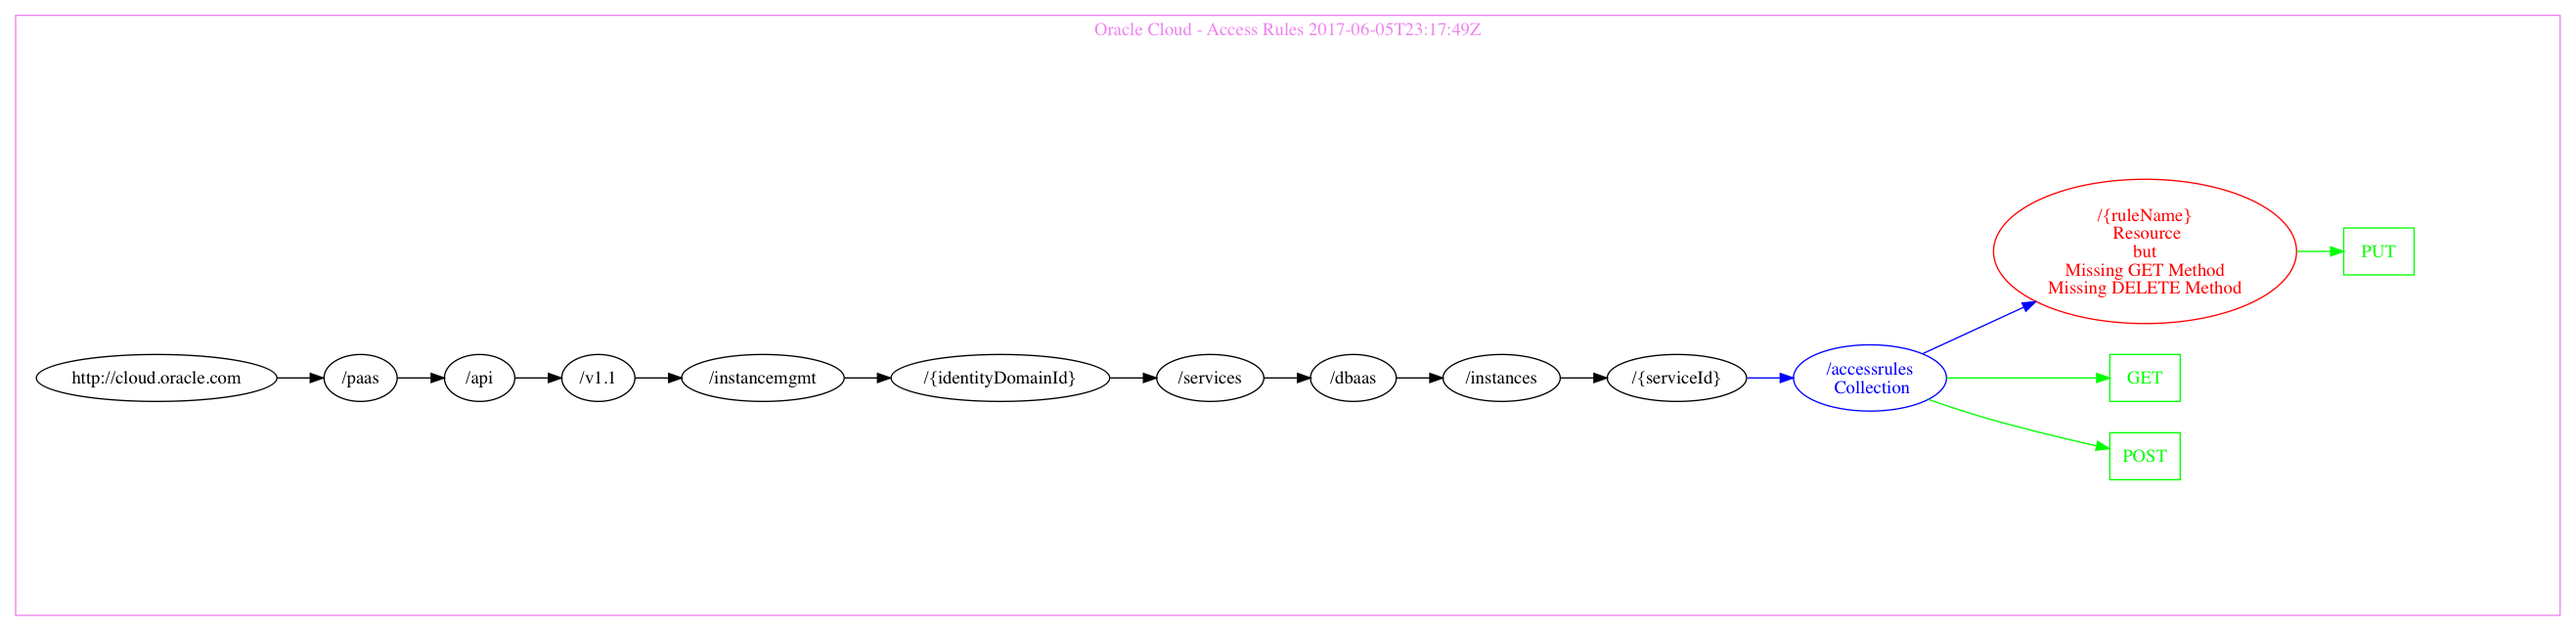 Oracle Cloud - Access Rules 2017-06-05T23:17:49Z
http://cloud.oracle.com
/paas
/api
/v1.1
/instancemgmt
/{identityDomainId}
/services
/dbaas
/instances
/{serviceId}
/accessrules
Collection
/{ruleName}
Resource
but
Missing GET Method
Missing DELETE Method
PUT
GET
POST